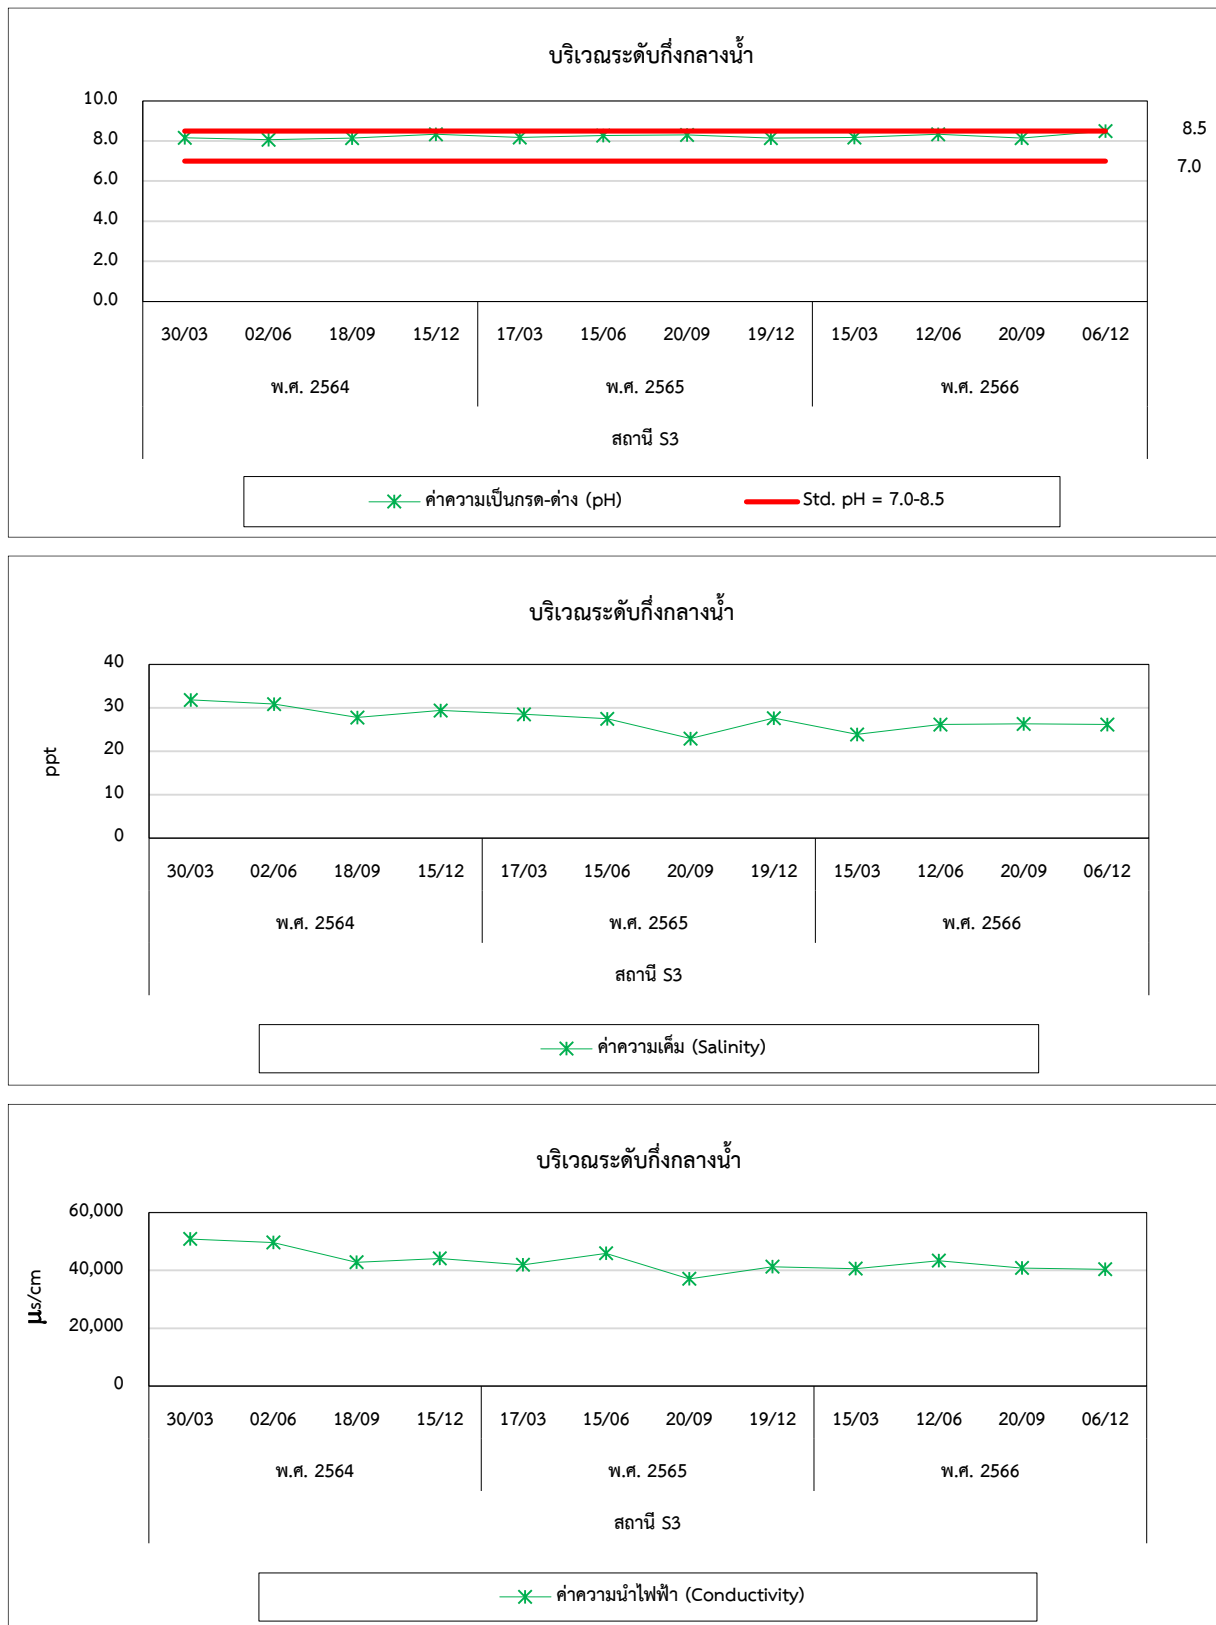 บริเวณระดับกึ่งกลางน้ำ
10.0
8.0
6.0
4.0
2.0
0.0
8.5
7.0
30/03 02/06 18/09 15/12 17/03 15/06 20/09 19/12 15/03 12/06 20/09 06/12
พ.ศ. 2564 พ.ศ. 2565 พ.ศ. 2566
สถานี S3
ค่าความเป็นกรด-ด่าง (pH) Std. pH = 7.0-8.5
บริเวณระดับกึ่งกลางน้ำ
ppt
40
30
20
10
0
30/03 02/06 18/09 15/12 17/03 15/06 20/09 19/12 15/03 12/06 20/09 06/12
พ.ศ. 2564 พ.ศ. 2565 พ.ศ. 2566
สถานี S3
ค่าความเค็ม (Salinity)
บริเวณระดับกึ่งกลางน้ำ
µs/cm
60,000
40,000
20,000
0
30/03 02/06 18/09 15/12 17/03 15/06 20/09 19/12 15/03 12/06 20/09 06/12
พ.ศ. 2564 พ.ศ. 2565 พ.ศ. 2566
สถานี S3
ค่าความนำไฟฟ้า (Conductivity)